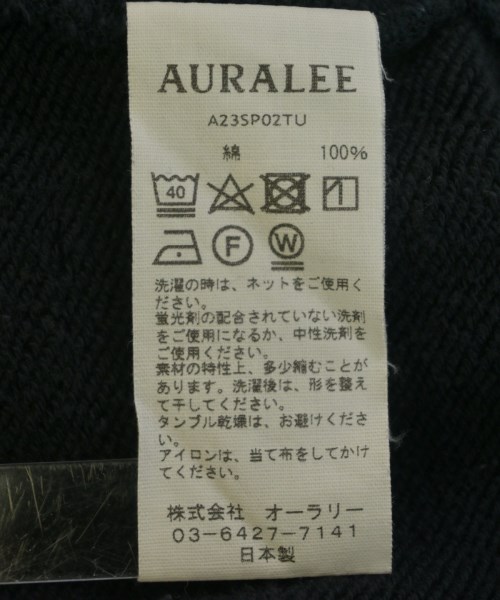 AURALEE
A23SP02TU
綿 100%
40
F W
洗濯の時は、ネットをご使用く
ださい。
蛍光剤の配合されていない洗剤
をご使用になるか、中性洗剤を
ご使用ください。
素材の特性上、多少縮むことが
あります。洗濯後は、形を整え
て干してください。
タンブル乾燥は、お避けくださ
い。
アイロンは、当て布をしてかけ
てください。
株式会社 オーラリー
03-6427-7141
日本製